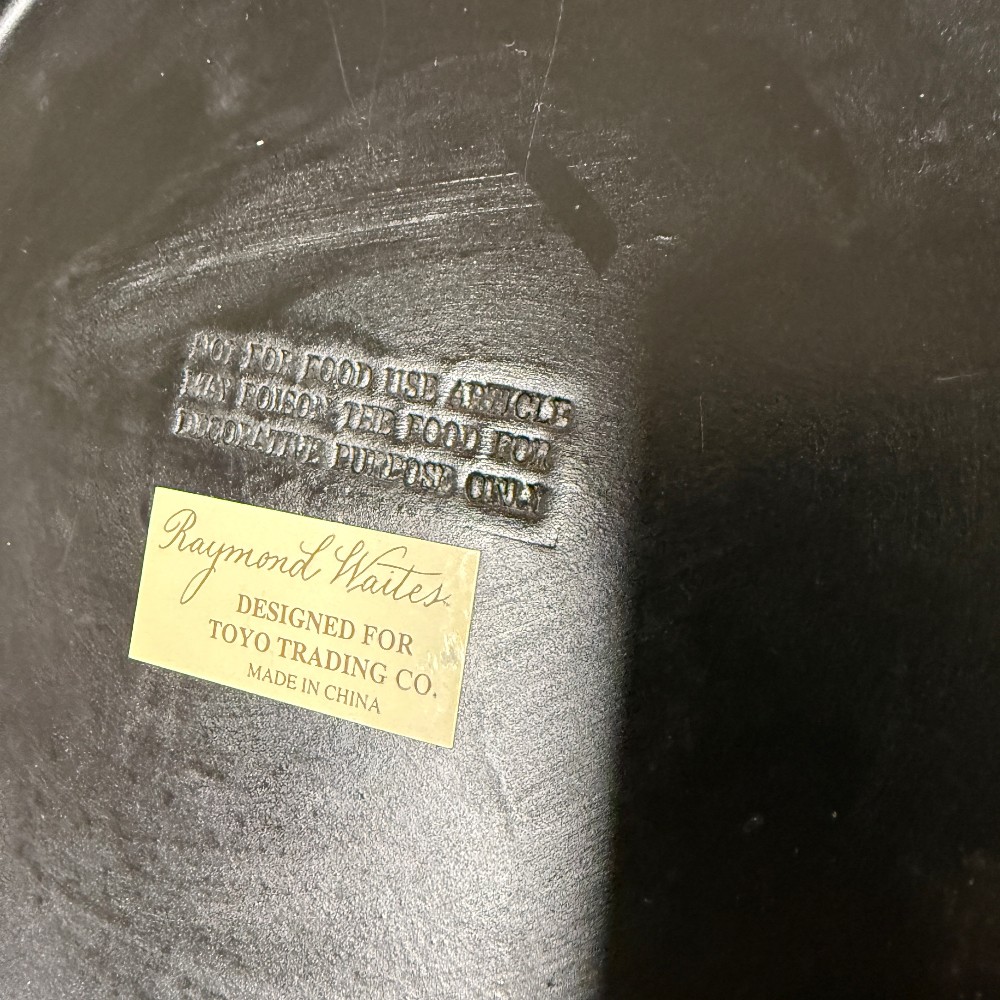 NOT FOR FOOD USE ARTICLE
MAY POISON THE FOOD FOR
DECORATIVE PURPOSE ONLY
Raymond Waites
DESIGNED FOR
TOYO TRADING CO.
MADE IN CHINA